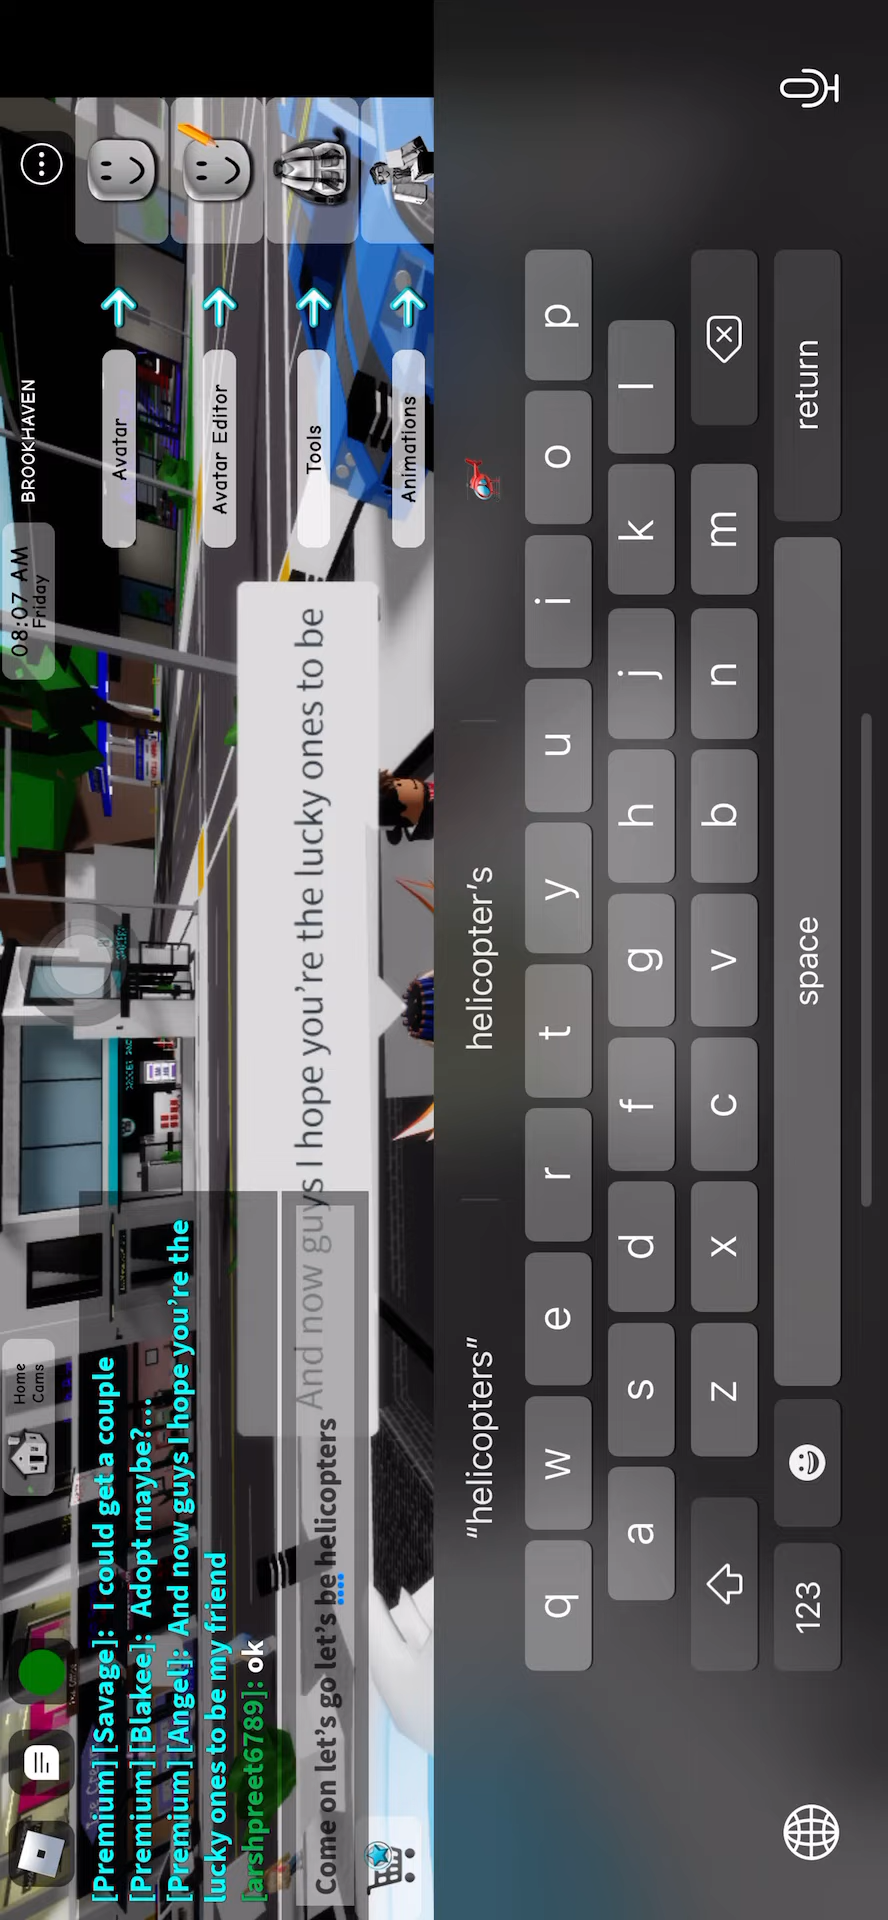 08:07 AM
Friday
BROOKHAVEN
Home
Cams
Avatar
Avatar Editor
Tools
Animations
[Premium] [Savage]: I could get a couple
[Premium] [Blakee]: Adopt maybe?...
[Premium] [Angel]: And now guys I hope you're the
lucky ones to be my friend
[arshpreet6789]: ok
And now guys I hope you're the lucky ones to be
Come on let's go let's be helicopters
"helicopters"
helicopter's
q w e r t y u i o p
a s d f g h j k l
z x c v b n m
123
space
return